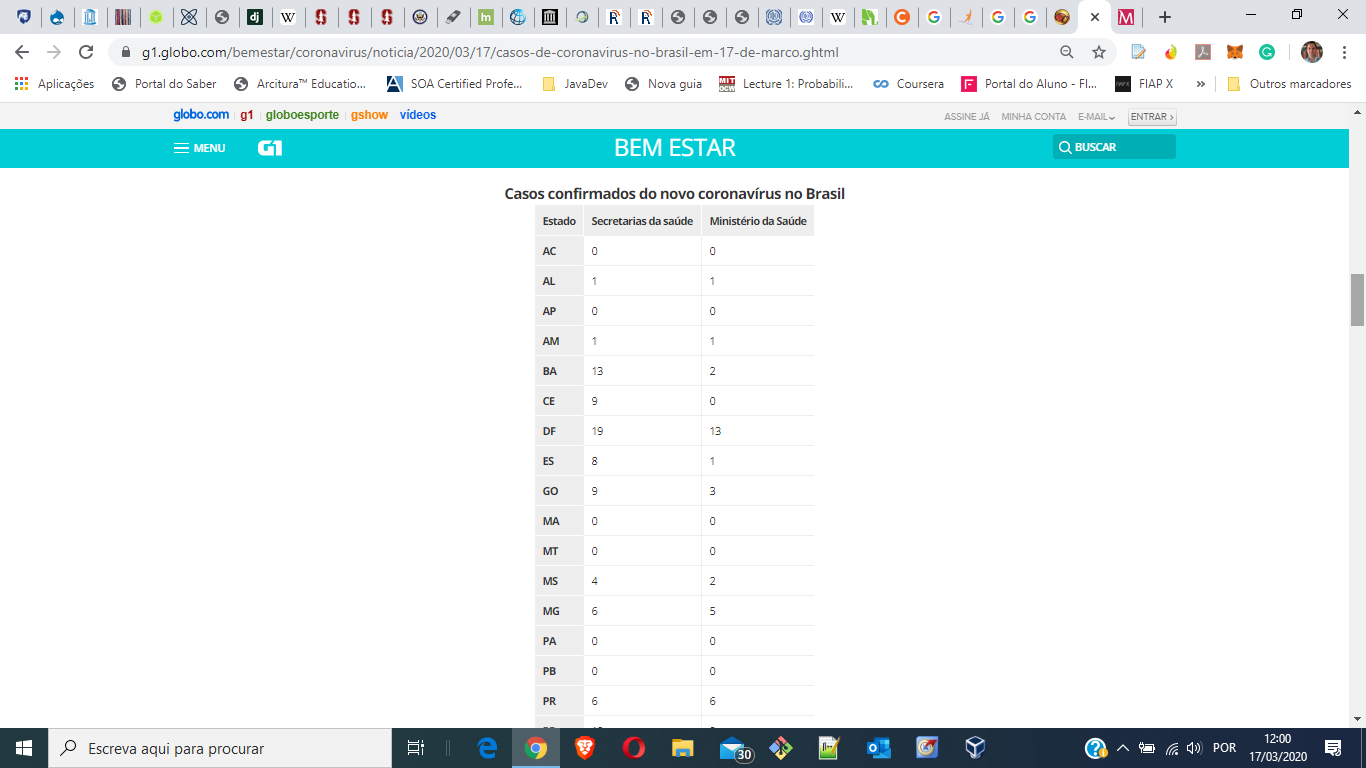 g1.globo.com/bemestar/coronavirus/noticia/2020/03/17/casos-de-coronavirus-no-brasil-em-17-de-marco.ghtml
Aplicações Portal do Saber Arcitura™ Educatio... SOA Certified Profe... JavaDev Nova guia Lecture 1: Probabili... Coursera Portal do Aluno - FI... FIAP X » Outros marcadores
globo.com g1 globoesporte gshow vídeos ASSINE JÁ MINHA CONTA E-MAIL ENTRAR ›
MENU G1 BEM ESTAR BUSCAR
Casos confirmados do novo coronavírus no Brasil
Estado Secretarias da saúde Ministério da Saúde
AC 0 0
AL 1 1
AP 0 0
AM 1 1
BA 13 2
CE 9 0
DF 19 13
ES 8 1
GO 9 3
MA 0 0
MT 0 0
MS 4 2
MG 6 5
PA 0 0
PB 0 0
PR 6 6
Escreva aqui para procurar 30 POR 12:00
17/03/2020